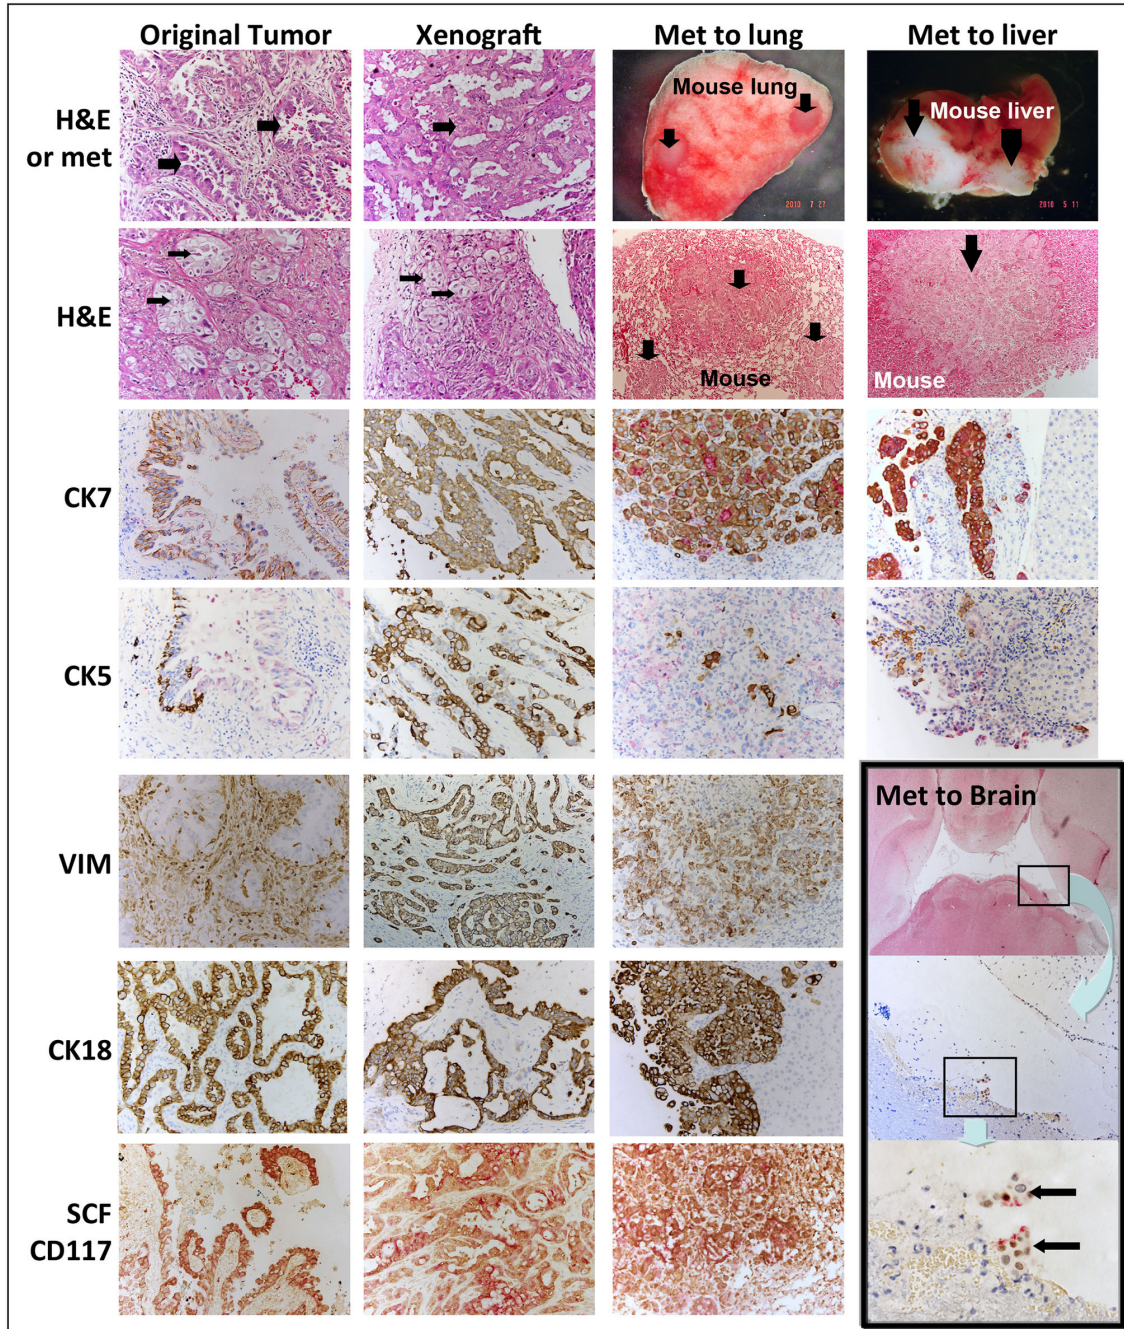 Original Tumor Xenograft Met to lung Met to liver
H&E
or met
Mouse lung
2010 7 27
Mouse liver
2010 5 11
H&E
Mouse
Mouse
CK7
CK5
VIM
Met to Brain
CK18
SCF
CD117